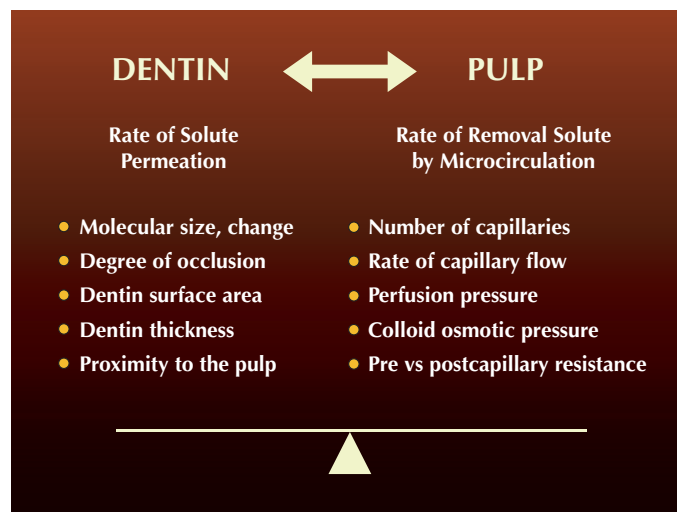 DENTIN
PULP
Rate of Solute
Permeation
Rate of Removal Solute
by Microcirculation
Molecular size, change
Degree of occlusion
Dentin surface area
Dentin thickness
Proximity to the pulp
Number of capillaries
Rate of capillary flow
Perfusion pressure
Colloid osmotic pressure
Pre vs postcapillary resistance